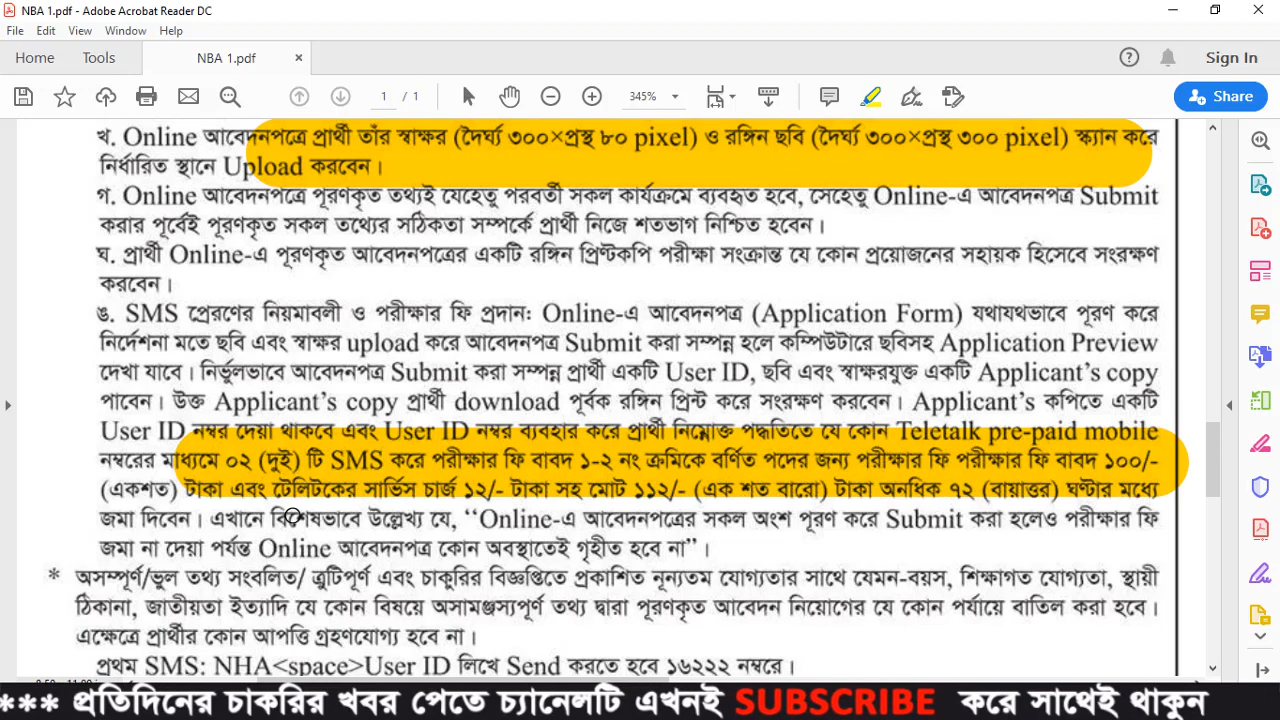 NBA 1.pdf - Adobe Acrobat Reader DC
File Edit View Window Help
Home Tools NBA 1.pdf × Sign In
1 / 1 345% Share
খ. Online আবেদনপত্রে প্রার্থী তাঁর স্বাক্ষর (দৈর্ঘ্য ৩০০×প্রস্থ ৮০ pixel) ও রঙ্গিন ছবি (দৈর্ঘ্য ৩০০×প্রস্থ ৩০০ pixel) স্ক্যান করে
নির্ধারিত স্থানে Upload করবেন।
গ. Online আবেদনপত্রে পূরণকৃত তথ্যই যেহেতু পরবর্তী সকল কার্যক্রমে ব্যবহৃত হবে, সেহেতু Online-এ আবেদনপত্র Submit
করার পূর্বেই পূরণকৃত সকল তথ্যের সঠিকতা সম্পর্কে প্রার্থী নিজে শতভাগ নিশ্চিত হবেন।
ঘ. প্রার্থী Online-এ পূরণকৃত আবেদনপত্রের একটি রঙ্গিন প্রিণ্টকপি পরীক্ষা সংক্রান্ত যে কোন প্রয়োজনের সহায়ক হিসেবে সংরক্ষণ
করবেন।
ঙ. SMS প্রেরণের নিয়মাবলী ও পরীক্ষার ফি প্রদানঃ Online-এ আবেদনপত্র (Application Form) যথাযথভাবে পূরণ করে
নির্দেশনা মতে ছবি এবং স্বাক্ষর upload করে আবেদনপত্র Submit করা সম্পন্ন হলে কম্পিউটারে ছবিসহ Application Preview
দেখা যাবে। নির্ভুলভাবে আবেদনপত্র Submit করা সম্পন্ন প্রার্থী একটি User ID, ছবি এবং স্বাক্ষরযুক্ত একটি Applicant's copy
পাবেন। উক্ত Applicant's copy প্রার্থী download পূর্বক রঙ্গিন প্রিন্ট করে সংরক্ষণ করবেন। Applicant's কপিতে একটি
User ID নম্বর দেয়া থাকবে এবং User ID নম্বর ব্যবহার করে প্রার্থী নিম্নোক্ত পদ্ধতিতে যে কোন Teletalk pre-paid mobile
নম্বরের মাধ্যমে ০২ (দুই) টি SMS করে পরীক্ষার ফি বাবদ ১-২ নং ক্রমিকে বর্ণিত পদের জন্য পরীক্ষার ফি পরীক্ষার ফি বাবদ ১০০/-
(একশত) টাকা এবং টেলিটকের সার্ভিস চার্জ ১২/- টাকা সহ মোট ১১২/- (এক শত বারো) টাকা অনধিক ৭২ (বায়াত্তর) ঘণ্টার মধ্যে
জমা দিবেন। এখানে বিশেষভাবে উল্লেখ্য যে, ‘‘Online-এ আবেদনপত্রের সকল অংশ পূরণ করে Submit করা হলেও পরীক্ষার ফি
জমা না দেয়া পর্যন্ত Online আবেদনপত্র কোন অবস্থাতেই গৃহীত হবে না’’।
* অসম্পূর্ণ/ভুল তথ্য সংবলিত/ ত্রুটিপূর্ণ এবং চাকুরির বিজ্ঞপ্তিতে প্রকাশিত নূন্যতম যোগ্যতার সাথে যেমন-বয়স, শিক্ষাগত যোগ্যতা, স্থায়ী
ঠিকানা, জাতীয়তা ইত্যাদি যে কোন বিষয়ে অসামঞ্জস্যপূর্ণ তথ্য দ্বারা পূরণকৃত আবেদন নিয়োগের যে কোন পর্যায়ে বাতিল করা হবে।
এক্ষেত্রে প্রার্থীর কোন আপত্তি গ্রহণযোগ্য হবে না।
প্রথম SMS: NHA<space>User ID লিখে Send করতে হবে ১৬২২২ নম্বরে।
*** প্রতিদিনের চাকরির খবর পেতে চ্যানেলটি এখনই SUBSCRIBE করে সাথেই থাকুন